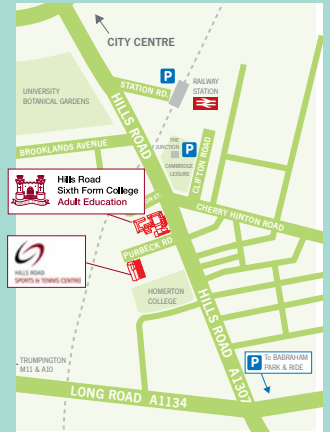 CITY CENTRE
P
RAILWAY
STATION
STATION RD
UNIVERSITY
BOTANICAL GARDENS
HILLS ROAD
THE
JUNCTION
P
BROOKLANDS AVENUE
CAMBRIDGE
LEISURE
CLIFTON ROAD
Hills Road
Sixth Form College
Adult Education
ST.
CHERRY HINTON ROAD
PURBECK RD
HILLS ROAD
SPORTS & TENNIS CENTRE
HOMERTON
COLLEGE
HILLS ROAD A1307
TRUMPINGTON
M11 & A10
P
To BABRAHAM
PARK & RIDE
LONG ROAD A1134